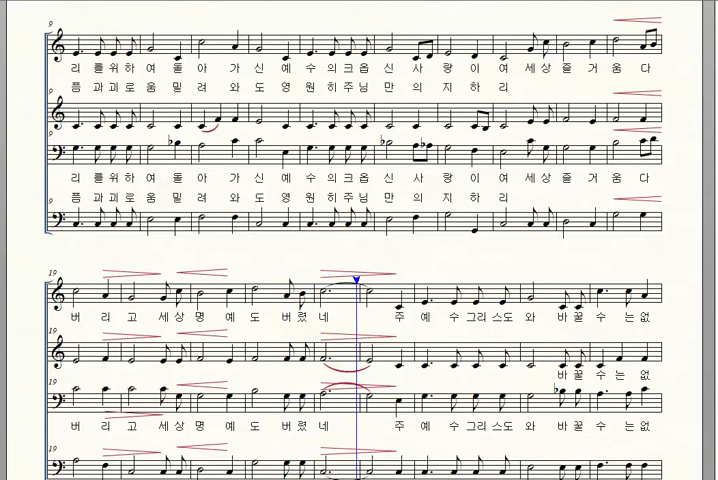 9
리 를 위 하 여 돌 아 가 신 예 수 의 크 옵 신 사 랑 이 여 세 상 즐 거 움 다
픔 과 괴 로 움 밀 려 와 도 영 원 히 주 님 만 의 지 하 리
9
9
리 를 위 하 여 돌 아 가 신 예 수 의 크 옵 신 사 랑 이 여 세 상 즐 거 움 다
픔 과 괴 로 움 밀 려 와 도 영 원 히 주 님 만 의 지 하 리
9
19
버 리 고 세 상 명 예 도 버 렸 네 주 예 수 그리 스도 와 바 꿀 수 는 없
19
바 꿀 수 는 없
19
버 리 고 세 상 명 예 도 버 렸 네 주 예 수 그리 스도 와 바 꿀 수 는 없
19